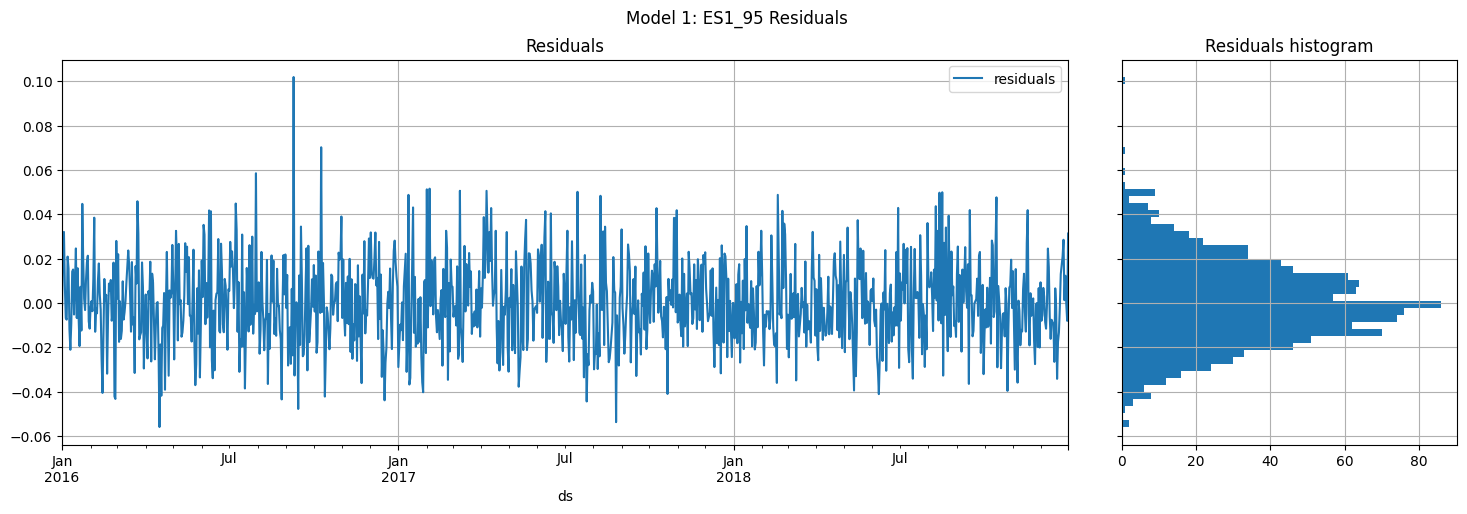 Model 1: ES1_95 Residuals
Residuals
residuals
0.10
0.08
0.06
0.04
0.02
0.00
−0.02
−0.04
−0.06
Jan
2016
Jul
Jan
2017
Jul
Jan
2018
Jul
ds
Residuals histogram
0 20 40 60 80